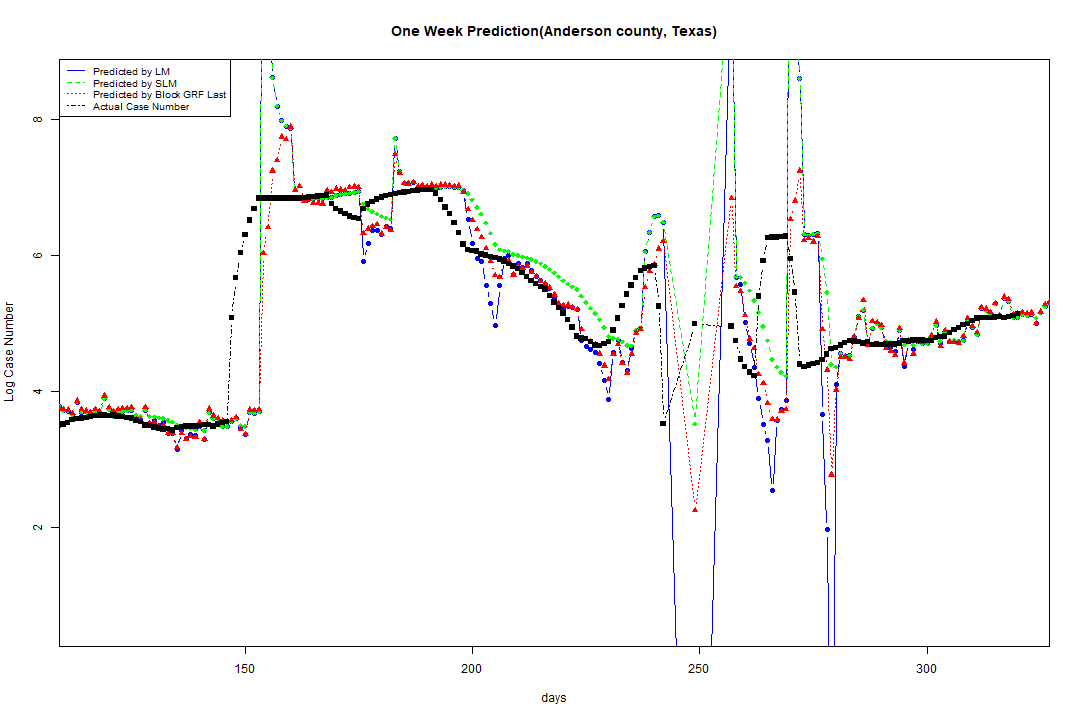 One Week Prediction(Anderson county, Texas)
Predicted by LM
Predicted by SLM
Predicted by Block GRF Last
Actual Case Number
8
6
4
2
Log Case Number
150 200 250 300
days